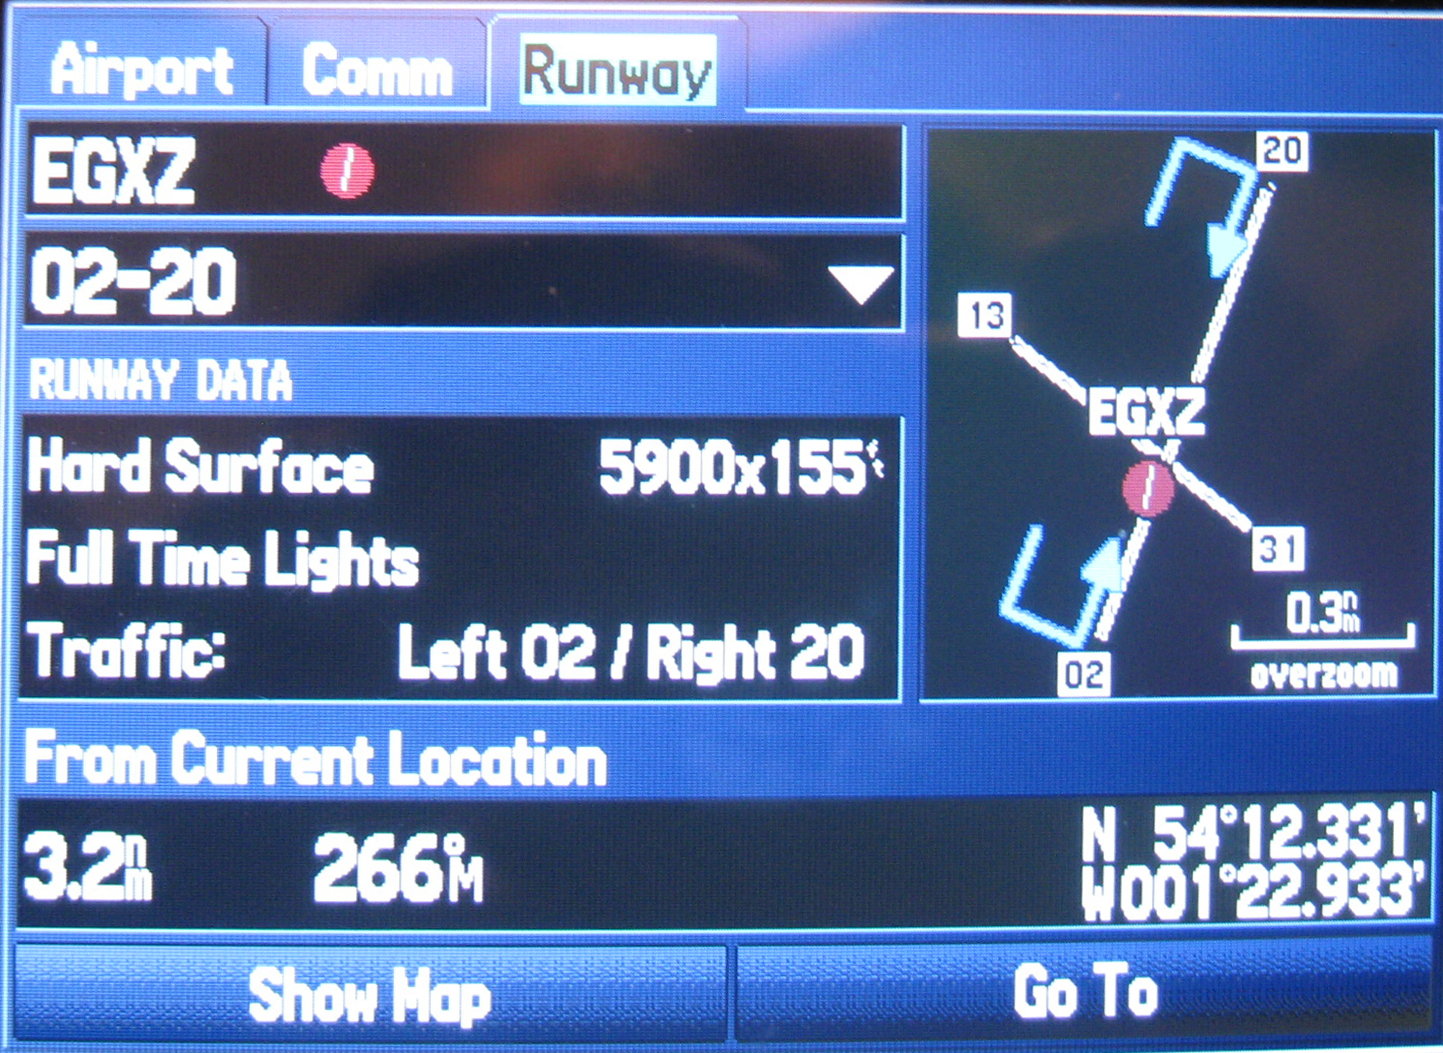 Airport Comm Runway
EGXZ
02-20
RUNWAY DATA
Hard Surface 5900x155ft
Full Time Lights
Traffic: Left 02 / Right 20
20
13
EGXZ
31
0.3nm
overzoom
02
From Current Location
3.2nm 266°M N 54°12.331'
W001°22.933'
Show Map Go To